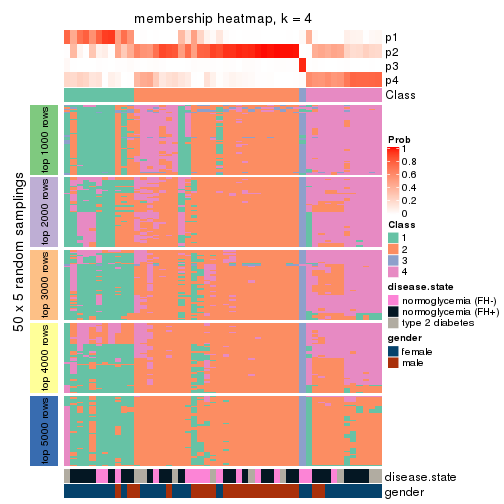 membership heatmap, k = 4
p1
p2
p3
p4
Class
50 x 5 random samplings
top 1000 rows
top 2000 rows
top 3000 rows
top 4000 rows
top 5000 rows
disease.state
gender
Prob
1
0.8
0.6
0.4
0.2
0
Class
1
2
3
4
disease.state
normoglycemia (FH-)
normoglycemia (FH+)
type 2 diabetes
gender
female
male